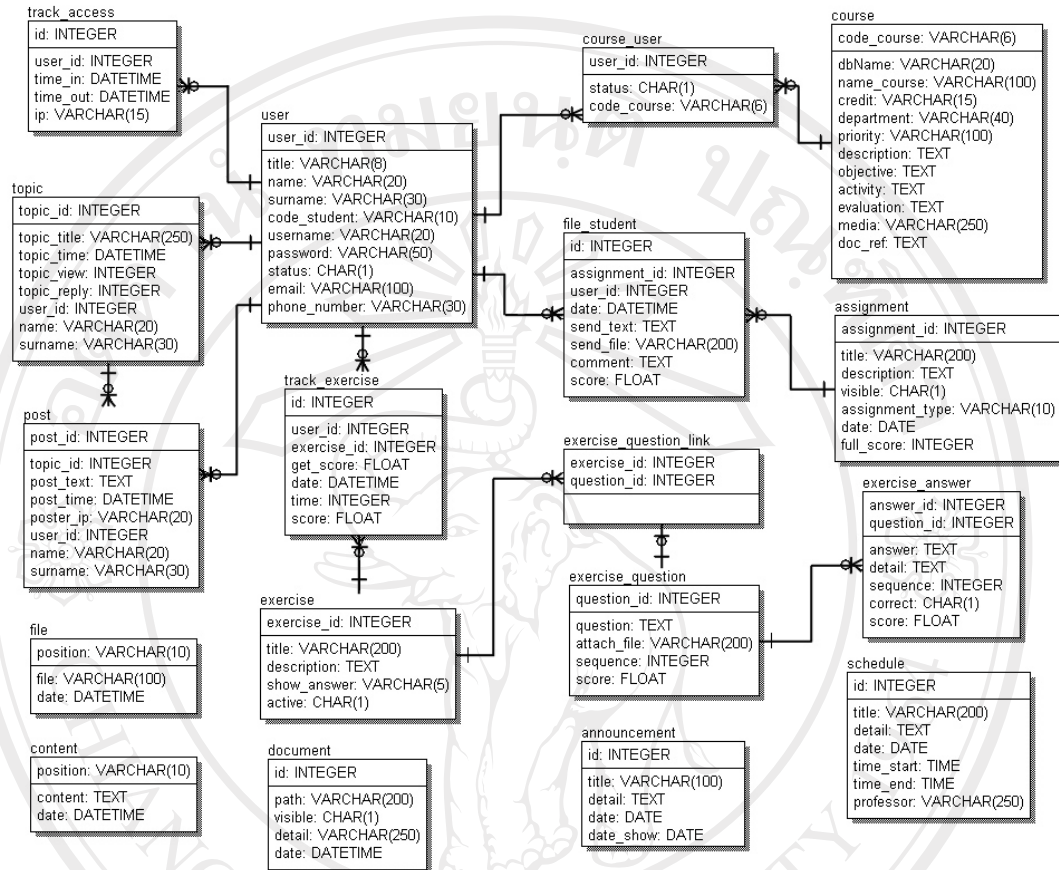 track_access
id: INTEGER
user_id: INTEGER
time_in: DATETIME
time_out: DATETIME
ip: VARCHAR(15)
course_user
user_id: INTEGER
status: CHAR(1)
code_course: VARCHAR(6)
course
code_course: VARCHAR(6)
dbName: VARCHAR(20)
name_course: VARCHAR(100)
credit: VARCHAR(15)
department: VARCHAR(40)
priority: VARCHAR(100)
description: TEXT
objective: TEXT
activity: TEXT
evaluation: TEXT
media: VARCHAR(250)
doc_ref: TEXT
user
user_id: INTEGER
title: VARCHAR(8)
name: VARCHAR(20)
surname: VARCHAR(30)
code_student: VARCHAR(10)
username: VARCHAR(20)
password: VARCHAR(50)
status: CHAR(1)
email: VARCHAR(100)
phone_number: VARCHAR(30)
topic
topic_id: INTEGER
topic_title: VARCHAR(250)
topic_time: DATETIME
topic_view: INTEGER
topic_reply: INTEGER
user_id: INTEGER
name: VARCHAR(20)
surname: VARCHAR(30)
file_student
id: INTEGER
assignment_id: INTEGER
user_id: INTEGER
date: DATETIME
send_text: TEXT
send_file: VARCHAR(200)
comment: TEXT
score: FLOAT
assignment
assignment_id: INTEGER
title: VARCHAR(200)
description: TEXT
visible: CHAR(1)
assignment_type: VARCHAR(10)
date: DATE
full_score: INTEGER
track_exercise
id: INTEGER
user_id: INTEGER
exercise_id: INTEGER
get_score: FLOAT
date: DATETIME
time: INTEGER
score: FLOAT
post
post_id: INTEGER
topic_id: INTEGER
post_text: TEXT
post_time: DATETIME
poster_ip: VARCHAR(20)
user_id: INTEGER
name: VARCHAR(20)
surname: VARCHAR(30)
exercise_question_link
exercise_id: INTEGER
question_id: INTEGER
exercise_answer
answer_id: INTEGER
question_id: INTEGER
answer: TEXT
detail: TEXT
sequence: INTEGER
correct: CHAR(1)
score: FLOAT
exercise
exercise_id: INTEGER
title: VARCHAR(200)
description: TEXT
show_answer: VARCHAR(5)
active: CHAR(1)
exercise_question
question_id: INTEGER
question: TEXT
attach_file: VARCHAR(200)
sequence: INTEGER
score: FLOAT
file
position: VARCHAR(10)
file: VARCHAR(100)
date: DATETIME
schedule
id: INTEGER
title: VARCHAR(200)
detail: TEXT
date: DATE
time_start: TIME
time_end: TIME
professor: VARCHAR(250)
content
position: VARCHAR(10)
content: TEXT
date: DATETIME
document
id: INTEGER
path: VARCHAR(200)
visible: CHAR(1)
detail: VARCHAR(250)
date: DATETIME
announcement
id: INTEGER
title: VARCHAR(100)
detail: TEXT
date: DATE
date_show: DATE